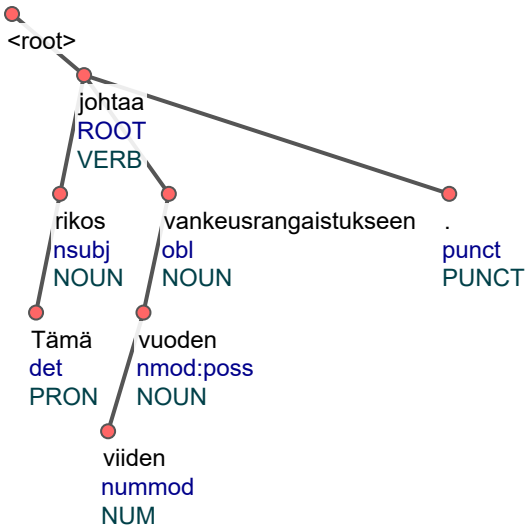 <root>
johtaa
ROOT
VERB
rikos
nsubj
NOUN
vankeusrangaistukseen
obl
NOUN
.
punct
PUNCT
Tämä
det
PRON
vuoden
nmod:poss
NOUN
viiden
nummod
NUM